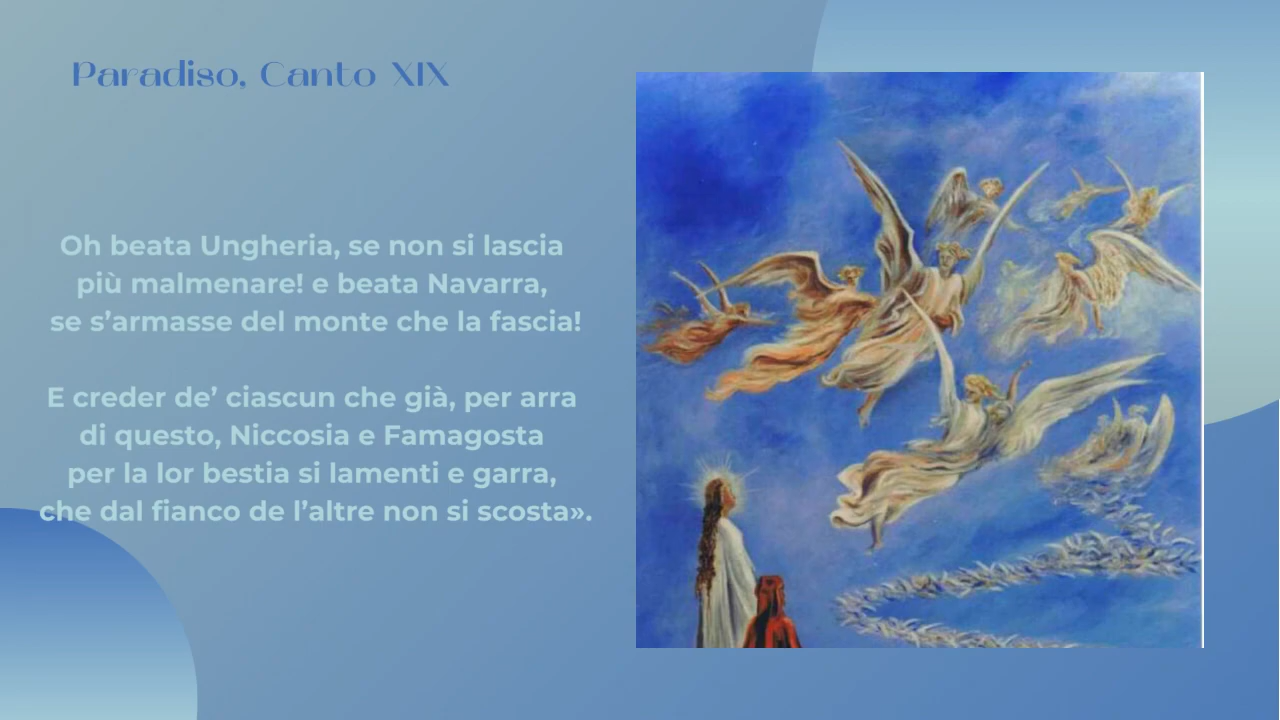 Paradiso, Canto XIX
Oh beata Ungheria, se non si lascia
più malmenare! e beata Navarra,
se s’armasse del monte che la fascia!
E creder de’ ciascun che già, per arra
di questo, Niccosia e Famagosta
per la lor bestia si lamenti e garra,
che dal fianco de l’altre non si scosta».